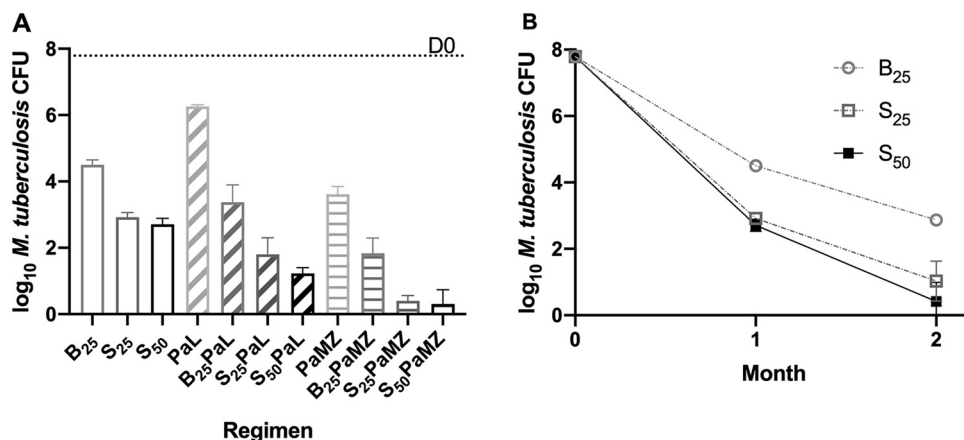 A
log10 M. tuberculosis CFU
8
6
4
2
0
D0
B25
S25
S50
PaL
B25PaL
S25PaL
S50PaL
PaMZ
B25PaMZ
S25PaMZ
S50PaMZ
Regimen
B
log10 M. tuberculosis CFU
8
6
4
2
0
0
1
2
Month
B25
S25
S50